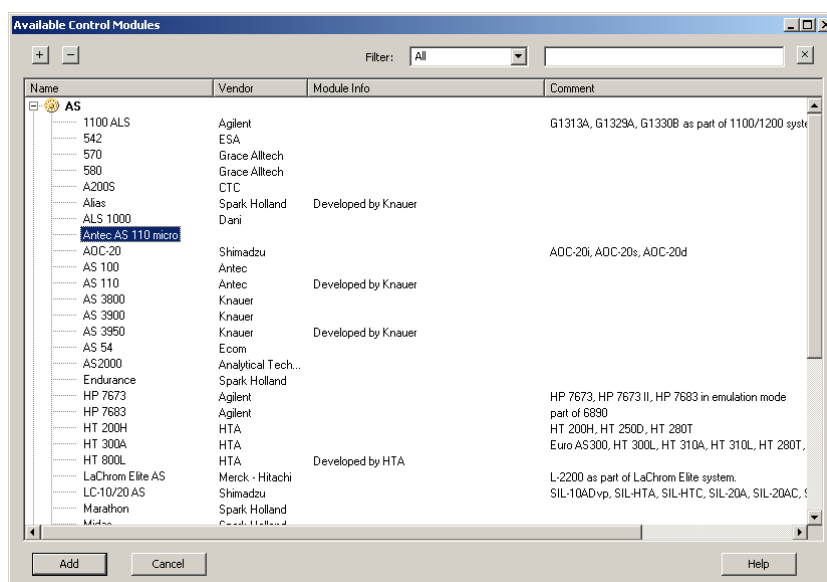 Available Control Modules
+ - Filter: All
Name Vendor Module Info Comment
AS
1100 ALS Agilent G1313A, G1329A, G1330B as part of 1100/1200 syste
542 ESA
570 Grace Alltech
580 Grace Alltech
A200S CTC
Alias Spark Holland Developed by Knauer
ALS 1000 Dani
Antec AS 110 micro
AOC-20 Shimadzu AOC-20i, AOC-20s, AOC-20d
AS 100 Antec
AS 110 Antec Developed by Knauer
AS 3800 Knauer
AS 3900 Knauer
AS 3950 Knauer Developed by Knauer
AS 54 Ecom
AS2000 Analytical Tech...
Endurance Spark Holland
HP 7673 Agilent HP 7673, HP 7673 II, HP 7683 in emulation mode
HP 7683 Agilent part of 6890
HT 200H HTA HT 200H, HT 250D, HT 280T
HT 300A HTA Euro AS300, HT 300L, HT 310A, HT 310L, HT 280T,
HT 800L HTA Developed by HTA
LaChrom Elite AS Merck - Hitachi L-2200 as part of LaChrom Elite system.
LC-10/20 AS Shimadzu SIL-10ADvp, SIL-HTA, SIL-HTC, SIL-20A, SIL-20AC,
Marathon Spark Holland
Midas Spark Holland
Add Cancel Help